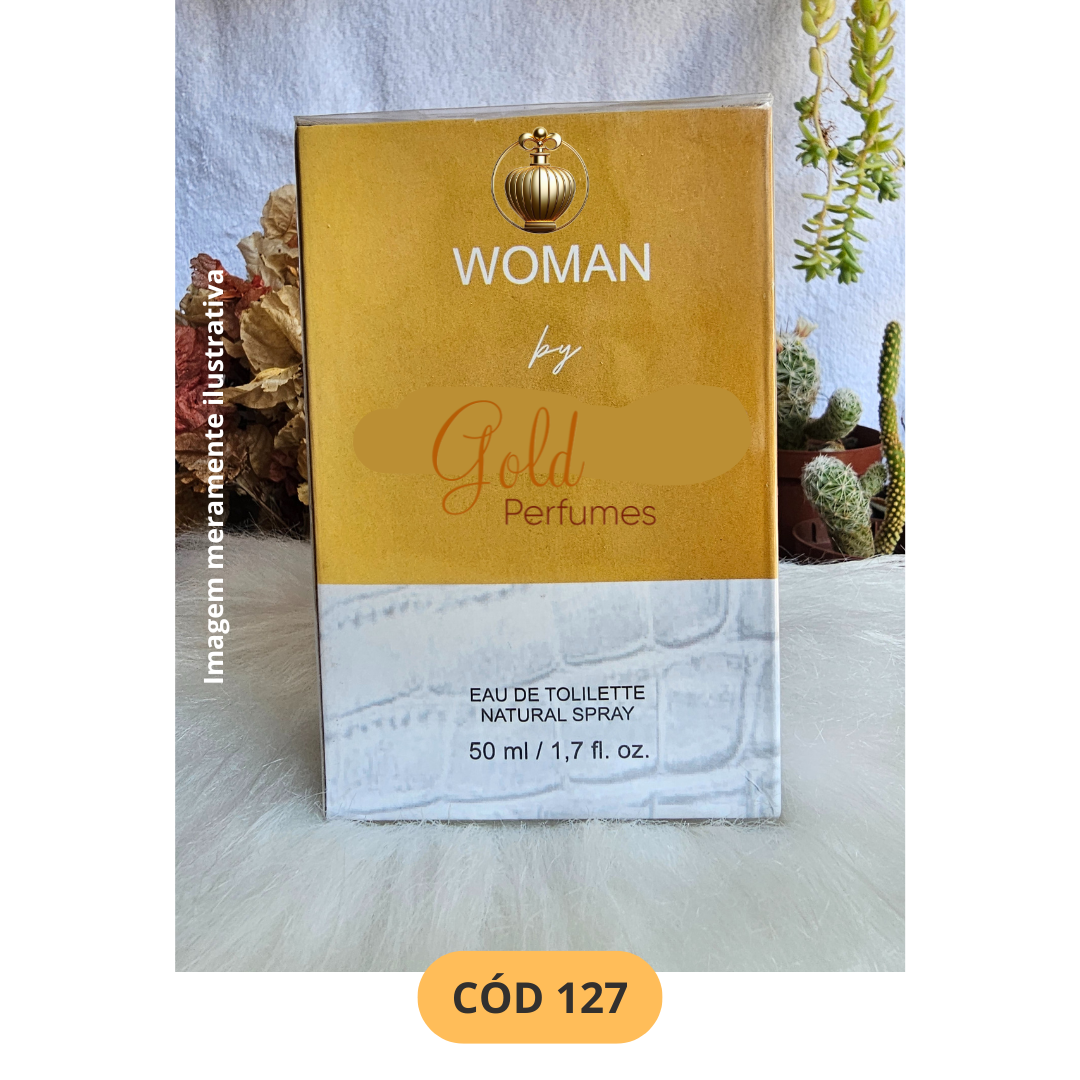 WOMAN
by
Gold
Perfumes
EAU DE TOLILETTE
NATURAL SPRAY
50 ml / 1,7 fl. oz.
Imagem meramente ilustrativa
CÓD 127